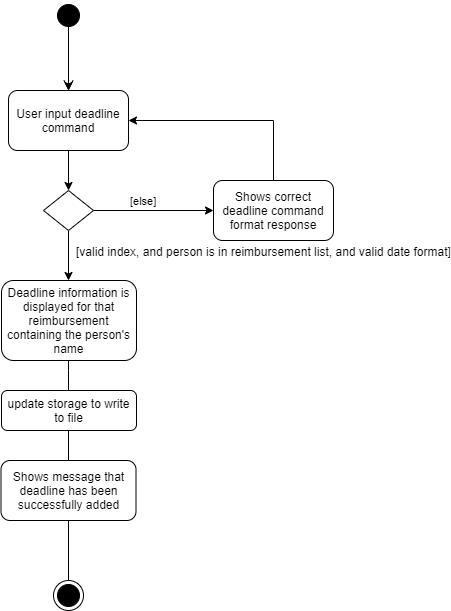 User input deadline
command
[else]
Shows correct
deadline command
format response
[valid index, and person is in reimbursement list, and valid date format]
Deadline information is
displayed for that
reimbursement
containing the person's
name
update storage to write
to file
Shows message that
deadline has been
successfully added